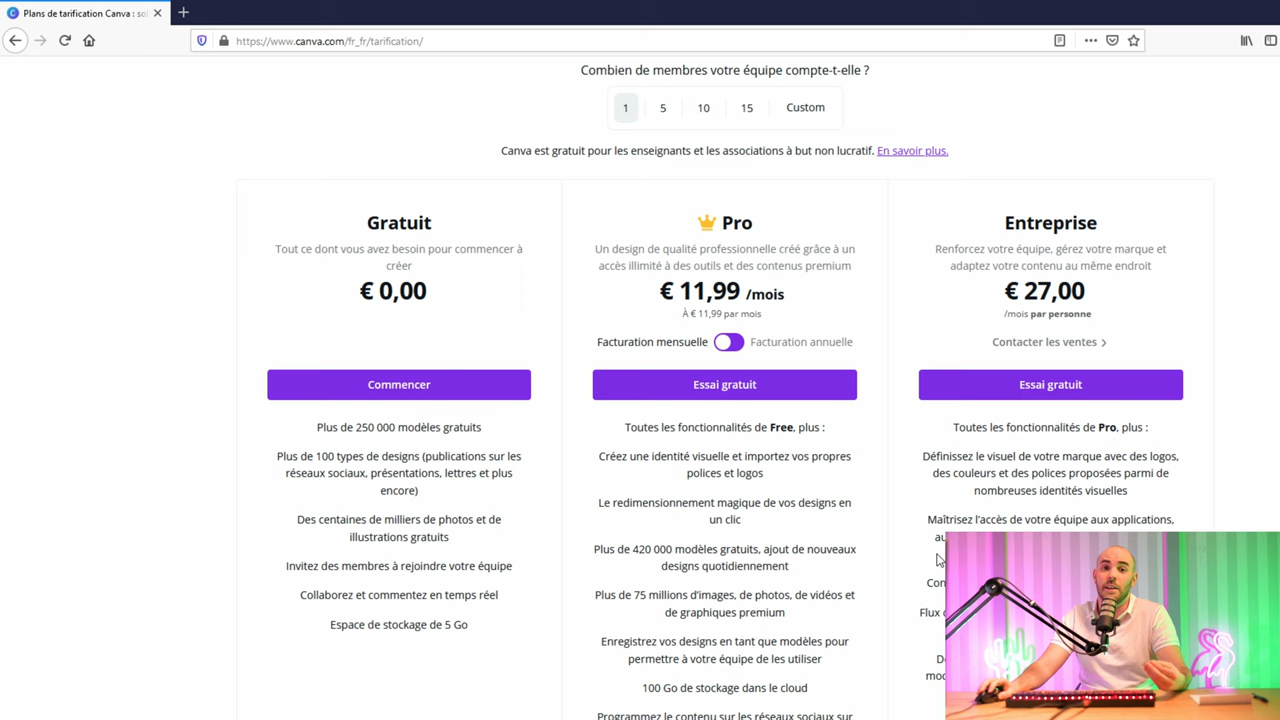 Plans de tarification Canva : sol
https://www.canva.com/fr_fr/tarification/
Combien de membres votre équipe compte-t-elle ?
1 5 10 15 Custom
Canva est gratuit pour les enseignants et les associations à but non lucratif. En savoir plus.
Gratuit
Tout ce dont vous avez besoin pour commencer à
créer
€ 0,00
Commencer
Plus de 250 000 modèles gratuits
Plus de 100 types de designs (publications sur les
réseaux sociaux, présentations, lettres et plus
encore)
Des centaines de milliers de photos et de
illustrations gratuits
Invitez des membres à rejoindre votre équipe
Collaborez et commentez en temps réel
Espace de stockage de 5 Go
Pro
Un design de qualité professionnelle créé grâce à un
accès illimité à des outils et des contenus premium
€ 11,99 /mois
À € 11,99 par mois
Facturation mensuelle Facturation annuelle
Essai gratuit
Toutes les fonctionnalités de Free, plus :
Créez une identité visuelle et importez vos propres
polices et logos
Le redimensionnement magique de vos designs en
un clic
Plus de 420 000 modèles gratuits, ajout de nouveaux
designs quotidiennement
Plus de 75 millions d'images, de photos, de vidéos et
de graphiques premium
Enregistrez vos designs en tant que modèles pour
permettre à votre équipe de les utiliser
100 Go de stockage dans le cloud
Programmez le contenu sur les réseaux sociaux sur
Entreprise
Renforcez votre équipe, gérez votre marque et
adaptez votre contenu au même endroit
€ 27,00
/mois par personne
Contacter les ventes
Essai gratuit
Toutes les fonctionnalités de Pro, plus :
Définissez le visuel de votre marque avec des logos,
des couleurs et des polices proposées parmi de
nombreuses identités visuelles
Maîtrisez l'accès de votre équipe aux applications,